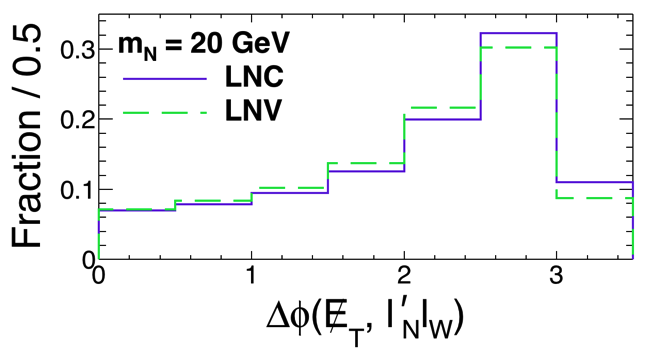 Fraction / 0.5
m_N = 20 GeV
LNC
LNV
0.3
0.2
0.1
0
0 1 2 3
Δϕ(E̸_T, l′_N l_W)